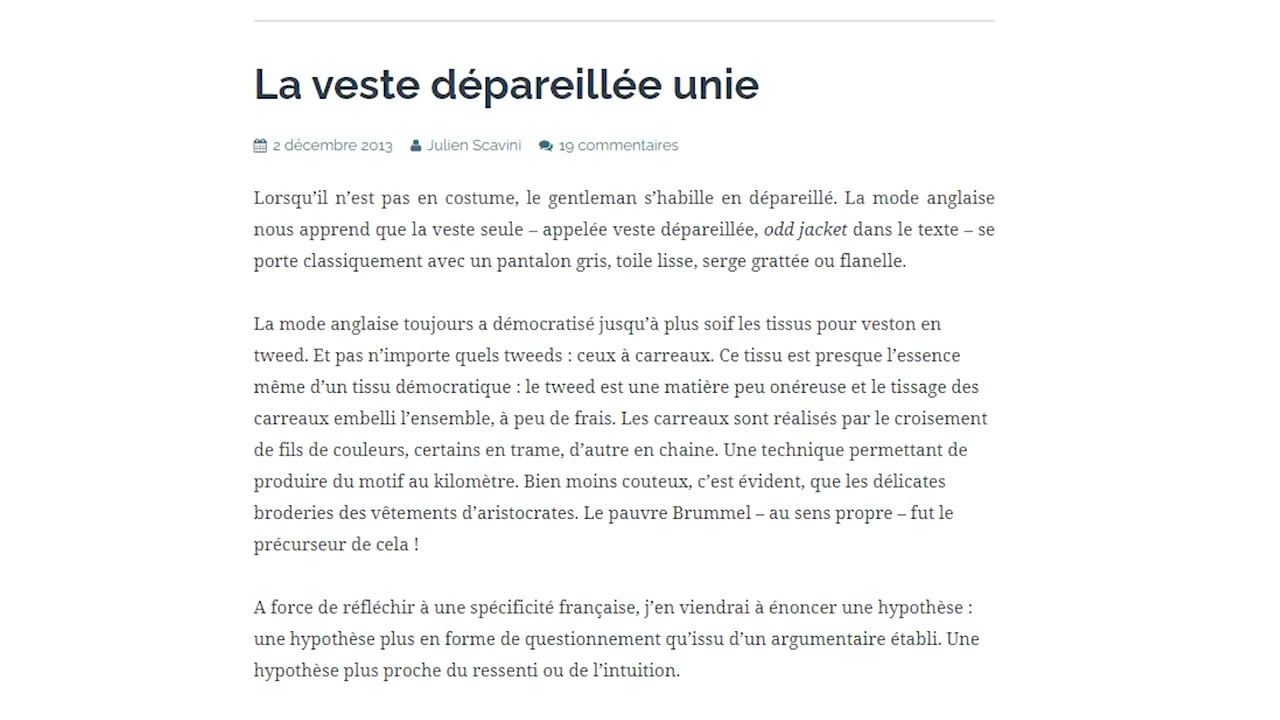 La veste dépareillée unie
2 décembre 2013 Julien Scavini 19 commentaires
Lorsqu’il n’est pas en costume, le gentleman s’habille en dépareillé. La mode anglaise
nous apprend que la veste seule – appelée veste dépareillée, odd jacket dans le texte – se
porte classiquement avec un pantalon gris, toile lisse, serge grattée ou flanelle.
La mode anglaise toujours a démocratisé jusqu’à plus soif les tissus pour veston en
tweed. Et pas n’importe quels tweeds : ceux à carreaux. Ce tissu est presque l’essence
même d’un tissu démocratique : le tweed est une matière peu onéreuse et le tissage des
carreaux embelli l’ensemble, à peu de frais. Les carreaux sont réalisés par le croisement
de fils de couleurs, certains en trame, d’autre en chaine. Une technique permettant de
produire du motif au kilomètre. Bien moins couteux, c’est évident, que les délicates
broderies des vêtements d’aristocrates. Le pauvre Brummel – au sens propre – fut le
précurseur de cela !
A force de réfléchir à une spécificité française, j’en viendrai à énoncer une hypothèse :
une hypothèse plus en forme de questionnement qu’issu d’un argumentaire établi. Une
hypothèse plus proche du ressenti ou de l’intuition.